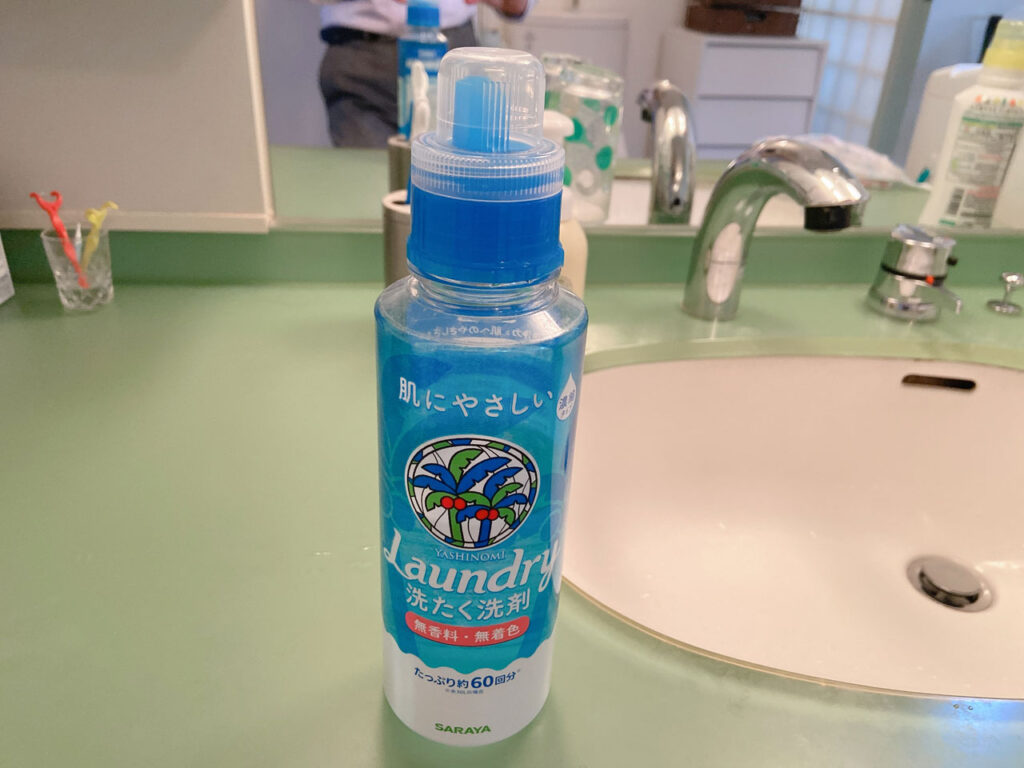 肌にやさしい
YASHINOMI
Laundry
洗たく洗剤
無香料・無着色
たっぷり約60回分
SARAYA